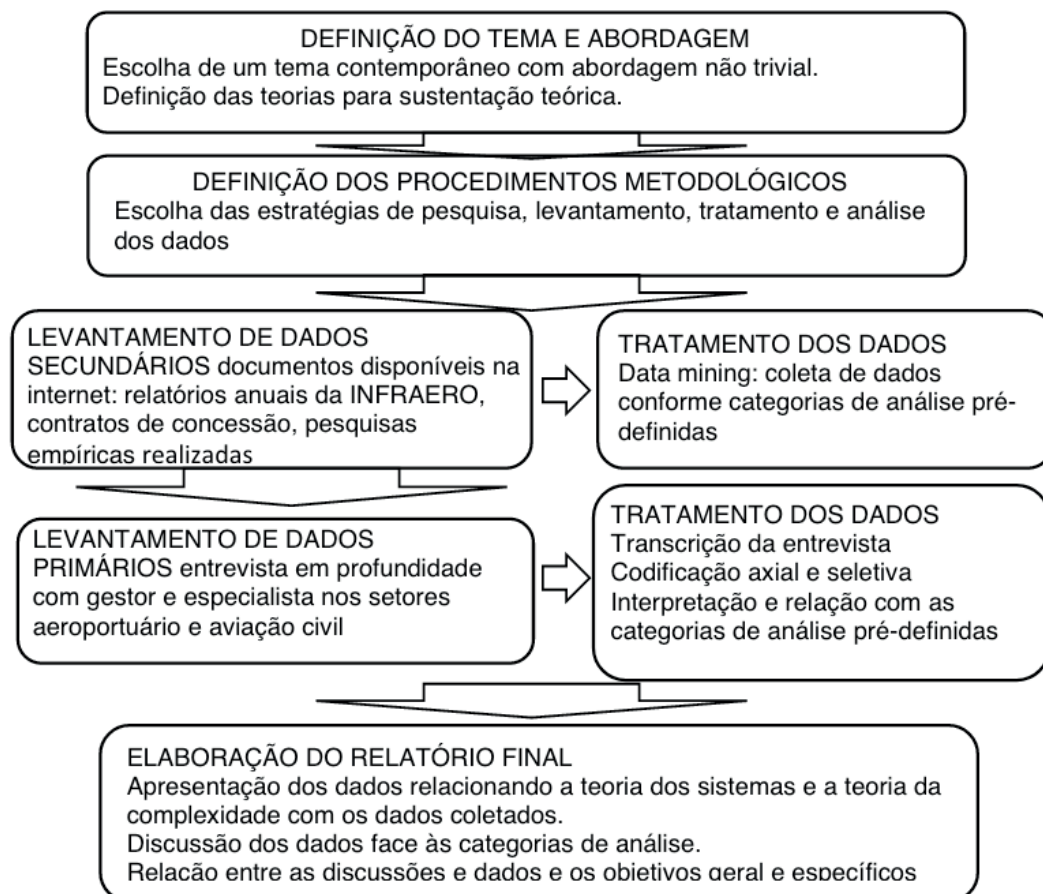 DEFINIÇÃO DO TEMA E ABORDAGEM
Escolha de um tema contemporâneo com abordagem não trivial.
Definição das teorias para sustentação teórica.
DEFINIÇÃO DOS PROCEDIMENTOS METODOLÓGICOS
Escolha das estratégias de pesquisa, levantamento, tratamento e análise
dos dados
LEVANTAMENTO DE DADOS
SECUNDÁRIOS documentos disponíveis na
internet: relatórios anuais da INFRAERO,
contratos de concessão, pesquisas
empíricas realizadas
TRATAMENTO DOS DADOS
Data mining: coleta de dados
conforme categorias de análise pré-
definidas
LEVANTAMENTO DE DADOS
PRIMÁRIOS entrevista em profundidade
com gestor e especialista nos setores
aeroportuário e aviação civil
TRATAMENTO DOS DADOS
Transcrição da entrevista
Codificação axial e seletiva
Interpretação e relação com as
categorias de análise pré-definidas
ELABORAÇÃO DO RELATÓRIO FINAL
Apresentação dos dados relacionando a teoria dos sistemas e a teoria da
complexidade com os dados coletados.
Discussão dos dados face às categorias de análise.
Relação entre as discussões e dados e os objetivos geral e específicos